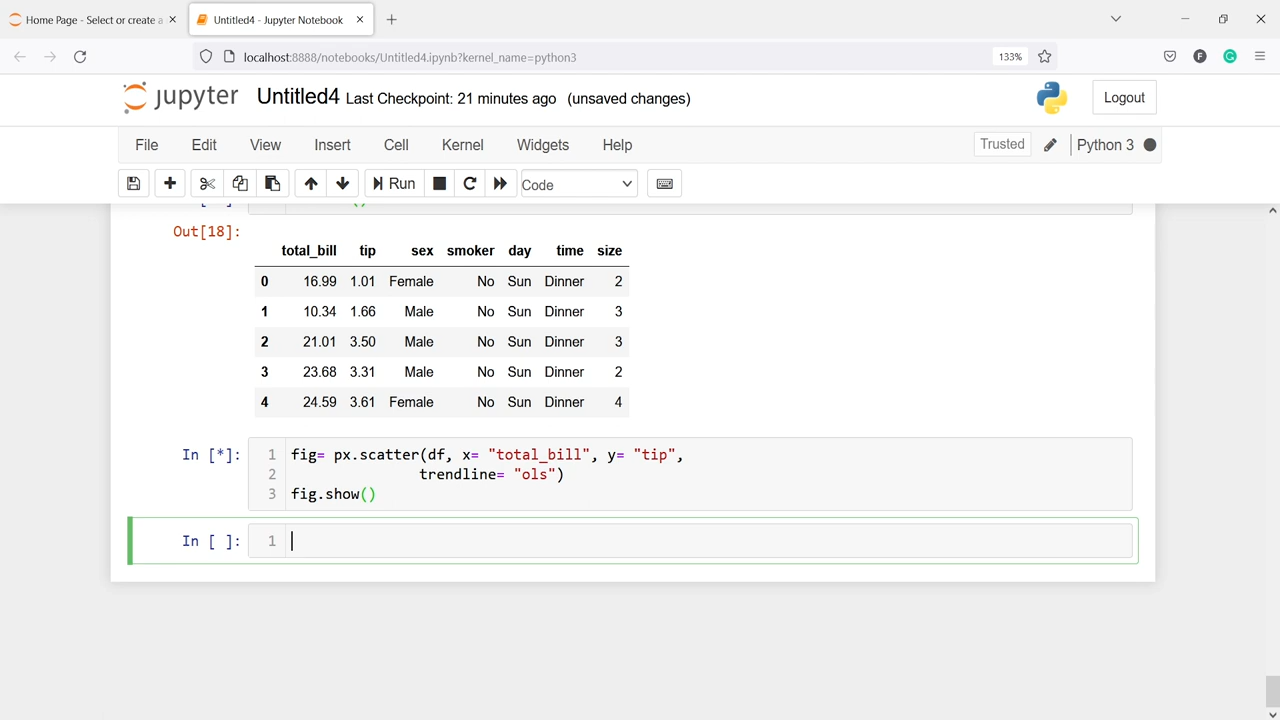 Home Page - Select or create a
Untitled4 - Jupyter Notebook
localhost:8888/notebooks/Untitled4.ipynb?kernel_name=python3
133%
F
G
jupyter Untitled4 Last Checkpoint: 21 minutes ago (unsaved changes)
Logout
File Edit View Insert Cell Kernel Widgets Help
Trusted
Python 3
Run
Code
Out[18]:
total_bill tip sex smoker day time size
0 16.99 1.01 Female No Sun Dinner 2
1 10.34 1.66 Male No Sun Dinner 3
2 21.01 3.50 Male No Sun Dinner 3
3 23.68 3.31 Male No Sun Dinner 2
4 24.59 3.61 Female No Sun Dinner 4
In [*]: 1 fig= px.scatter(df, x= "total_bill", y= "tip",
2 trendline= "ols")
3 fig.show()
In [ ]: 1